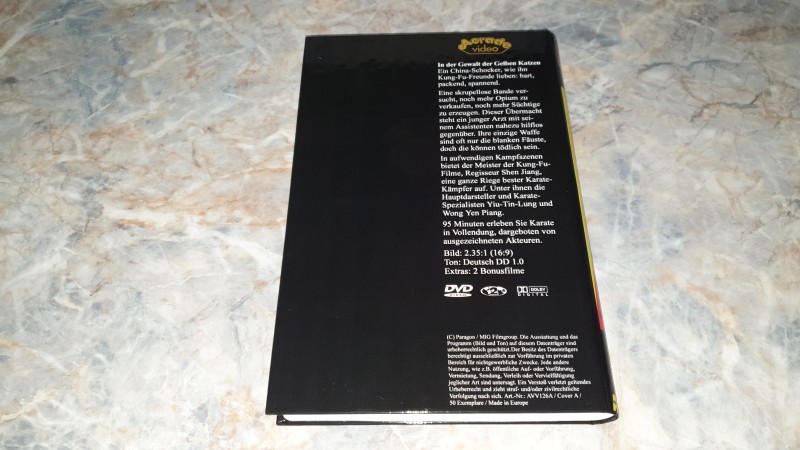 Acrade
video
In der Gewalt der Gelben Katzen
Ein China-Schocker, wie ihn
Kung-Fu-Freunde lieben: hart,
packend, spannend.
Eine skrupellose Bande ver-
sucht, noch mehr Opium zu
verkaufen, noch mehr Süchtige
zu erzeugen. Dieser Übermacht
steht ein junger Arzt mit sei-
nem Assistenten nahezu hilflos
gegenüber. Ihre einzige Waffe
sind oft nur die blanken Fäuste,
doch die können tödlich sein.
In aufwendigen Kampfszenen
bietet der Meister der Kung-Fu-
Filme, Regisseur Shen Jiang,
eine ganze Riege bester Karate-
Kämpfer auf. Unter ihnen die
Hauptdarsteller und Karate-
Spezialisten Yiu-Tin-Lung und
Wong Yen Piang.
95 Minuten erleben Sie Karate
in Vollendung, dargeboten von
ausgezeichneten Akteuren.
Bild: 2.35:1 (16:9)
Ton: Deutsch DD 1.0
Extras: 2 Bonusfilme
DVD
VIDEO
2
DOLBY
DIGITAL
(C) Paragon / MIG Filmgroup. Die Ausstattung und das
Programm (Bild und Ton) auf diesem Datenträger sind
urheberrechtlich geschützt.Der Besitz des Datenträgers
berechtigt ausschließlich zur Vorführung im privaten
Bereich für nichtgewerbliche Zwecke. Jede andere
Nutzung, wie z.B. öffentliche Auf- oder Vorführung,
Vermietung, Sendung, Verleih oder Vervielfältigung
jeglicher Art sind untersagt. Ein Verstoß verletzt geltendes
Urheberrecht und zieht straf- und/oder zivilrechtliche
Verfolgung nach sich. Art.-Nr.: AVV126A / Cover A /
50 Exemplare / Made in Europe